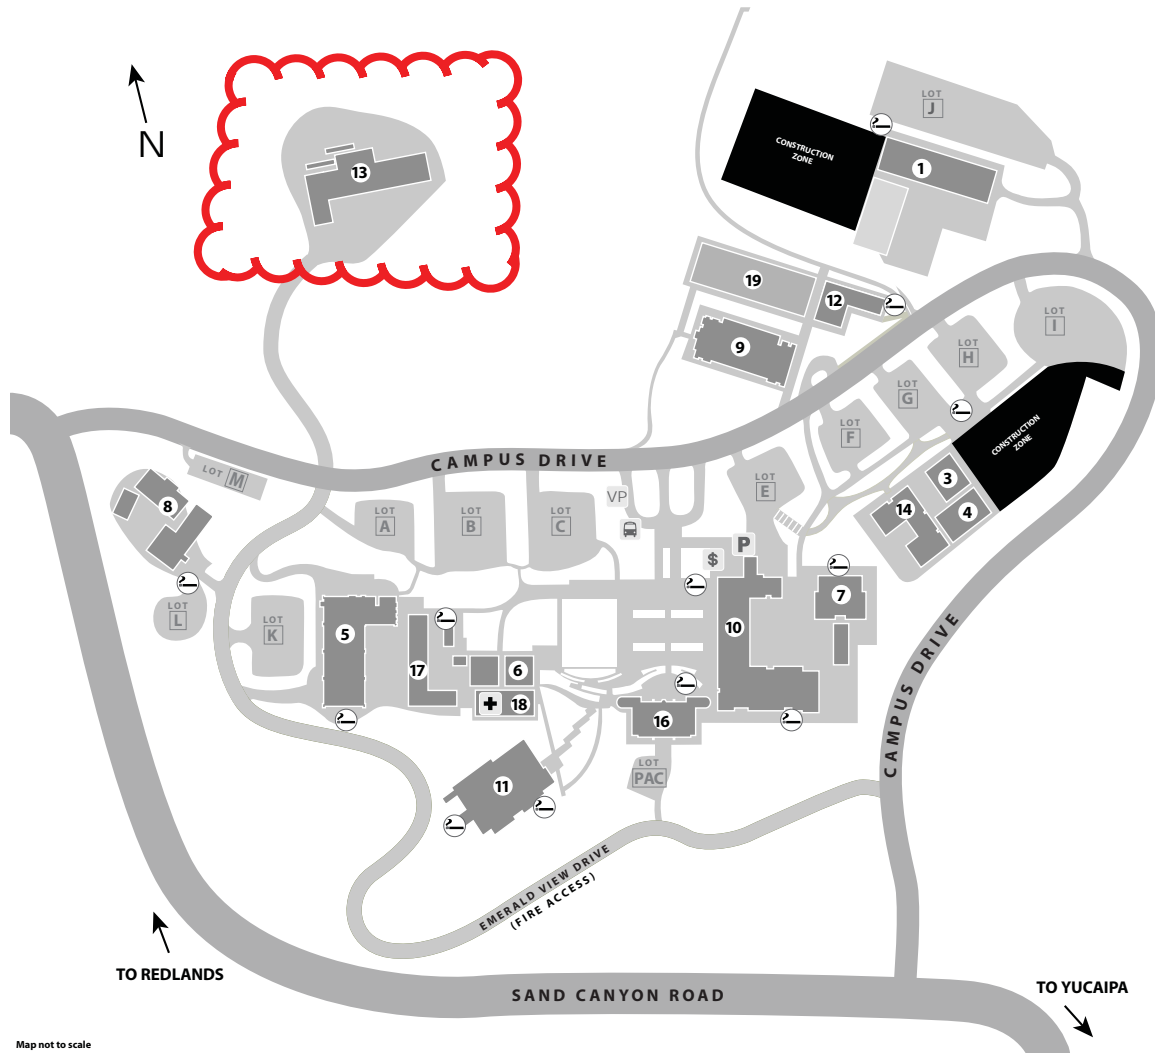 N
13
LOT
J
CONSTRUCTION
ZONE
1
19
12
9
LOT
I
LOT
H
LOT
G
LOT
F
CONSTRUCTION
ZONE
CAMPUS DRIVE
LOT M
8
LOT
A
LOT
B
LOT
C
VP
LOT
E
3
14
4
P
$
LOT
L
LOT
K
5
17
6
18
10
7
16
CAMPUS DRIVE
LOT
PAC
11
EMERALD VIEW DRIVE
(FIRE ACCESS)
TO REDLANDS
SAND CANYON ROAD
TO YUCAIPA
Map not to scale